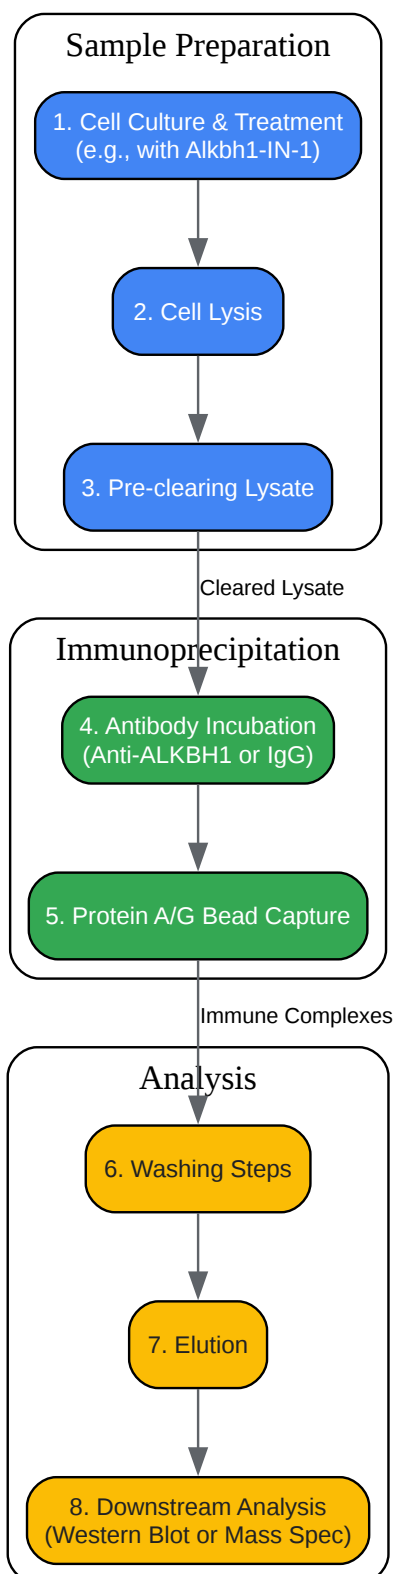 Sample Preparation
1. Cell Culture & Treatment
(e.g., with Alkbh1-IN-1)
2. Cell Lysis
3. Pre-clearing Lysate
Cleared Lysate
Immunoprecipitation
4. Antibody Incubation
(Anti-ALKBH1 or IgG)
5. Protein A/G Bead Capture
Immune Complexes
Analysis
6. Washing Steps
7. Elution
8. Downstream Analysis
(Western Blot or Mass Spec)